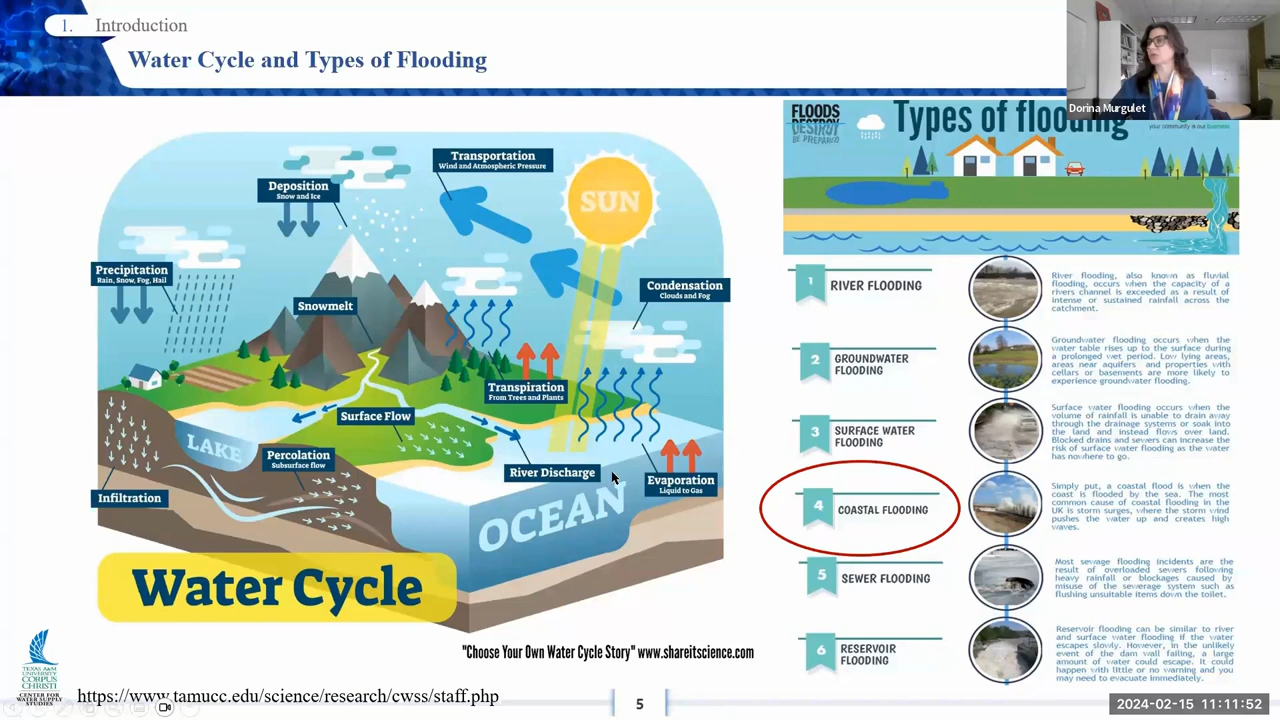 1. Introduction
Water Cycle and Types of Flooding
Dorina Murgulet
Transportation
Wind and Atmospheric Pressure
Deposition
Snow and Ice
SUN
Precipitation
Rain, Snow, Fog, Hail
Condensation
Clouds and Fog
Snowmelt
Transpiration
From Trees and Plants
Surface Flow
LAKE
Percolation
Subsurface flow
River Discharge
Evaporation
Liquid to Gas
Infiltration
OCEAN
Water Cycle
"Choose Your Own Water Cycle Story" www.shareitscience.com
FLOODS
DESTROY
BE PREPARED
Types of flooding
your community is our business
1 RIVER FLOODING
River flooding, also known as fluvial
flooding, occurs when the capacity of a
rivers channel is exceeded as a result of
intense or sustained rainfall across the
catchment.
2 GROUNDWATER
FLOODING
Groundwater flooding occurs when the
water table rises up to the surface during
a prolonged wet period. Low lying areas,
areas near aquifers and properties with
cellars or basements are more likely to
experience groundwater flooding.
3 SURFACE WATER
FLOODING
Surface water flooding occurs when the
volume of rainfall is unable to drain away
through the drainage systems or soak into
the land and instead flows over land.
Blocked drains and sewers can increase the
risk of surface water flooding as the water
has nowhere to go.
4 COASTAL FLOODING
Simply put, a coastal flood is when the
coast is flooded by the sea. The most
common cause of coastal flooding in the
UK is storm surges, where the storm wind
pushes the water up and creates high
waves.
5 SEWER FLOODING
Most sewage flooding incidents are the
result of overloaded sewers following
heavy rainfall or blockages caused by
misuse of the sewerage system such as
flushing unsuitable items down the toilet.
6 RESERVOIR
FLOODING
Reservoir flooding can be similar to river
and surface water flooding if the water
escapes slowly. However, in the unlikely
event of the dam wall failing, a large
amount of water could escape. It could
happen with little or no warning and you
may need to evacuate immediately.
TEXAS A&M
UNIVERSITY
CORPUS
CHRISTI
CENTER FOR
WATER SUPPLY
STUDIES
https://www.tamucc.edu/science/research/cwss/staff.php
5
2024-02-15 11:11:52